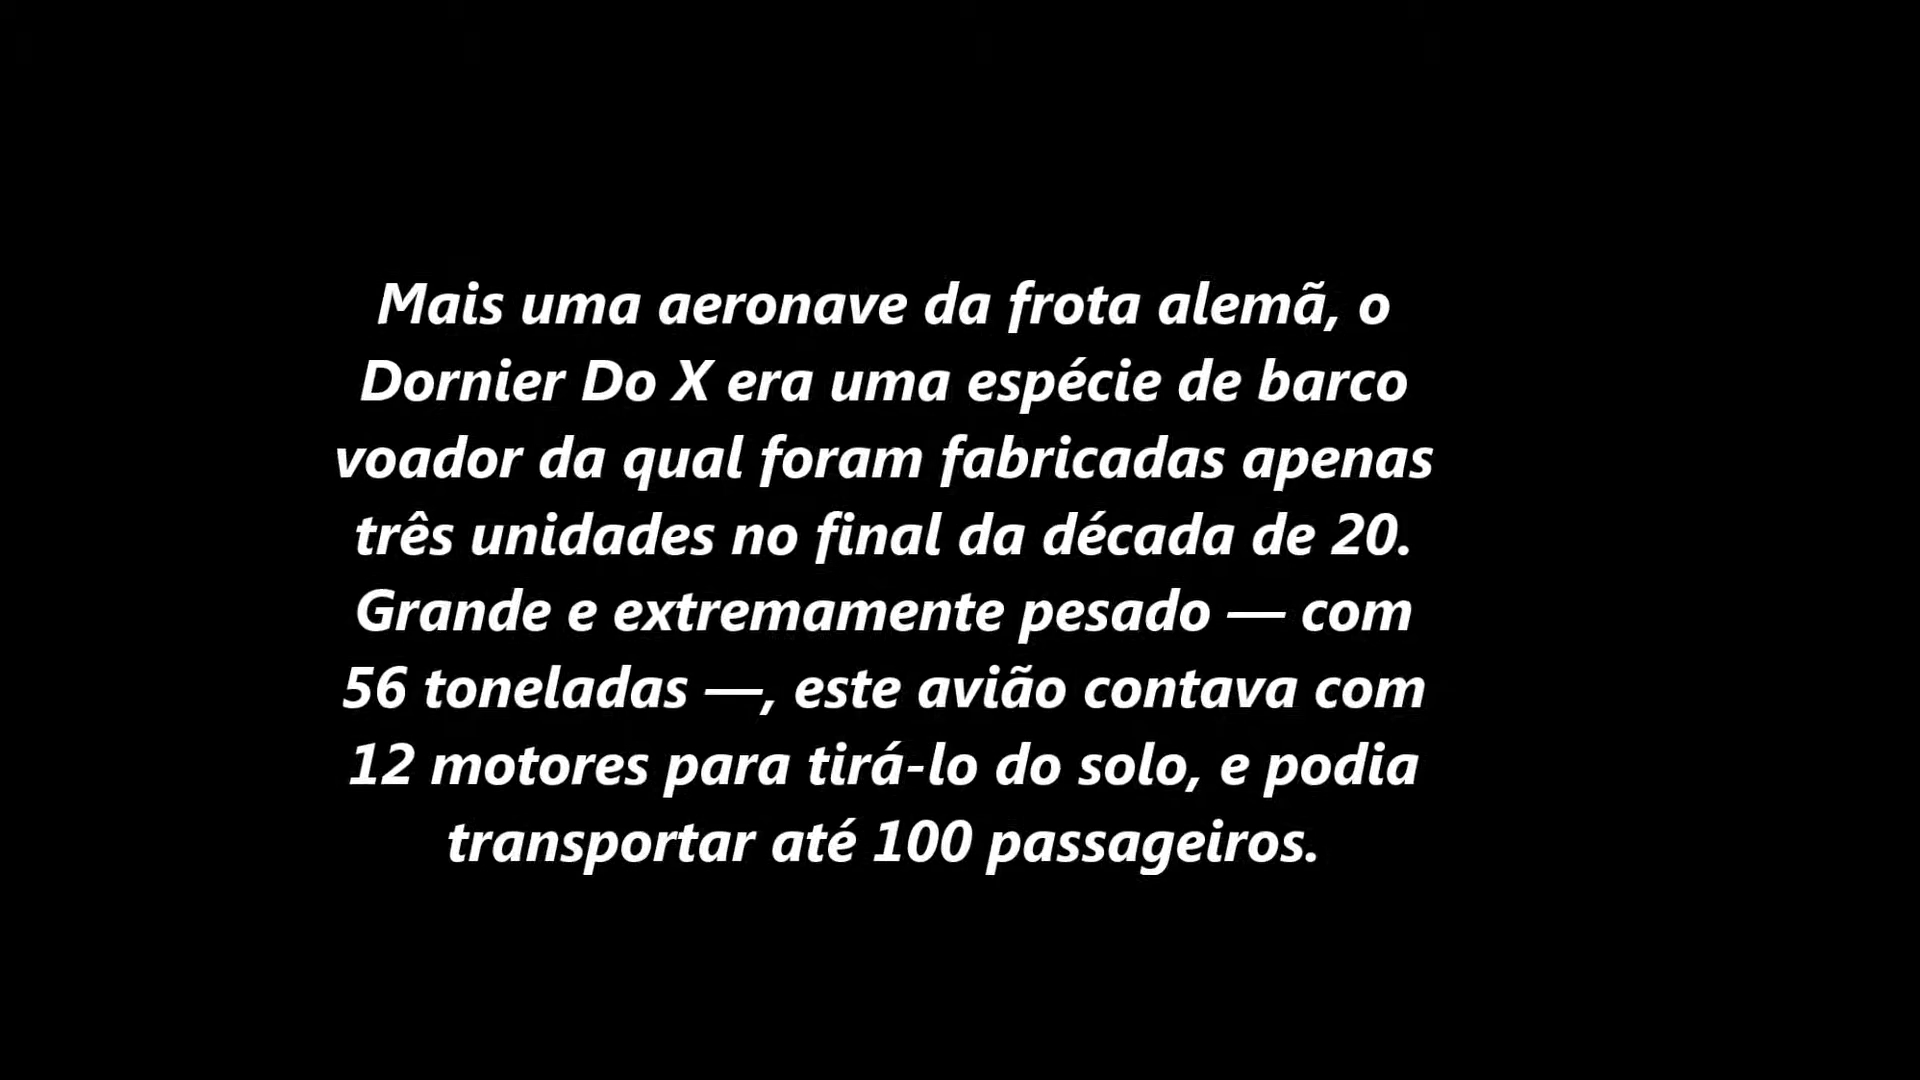 Mais uma aeronave da frota alemã, o
Dornier Do X era uma espécie de barco
voador da qual foram fabricadas apenas
três unidades no final da década de 20.
Grande e extremamente pesado — com
56 toneladas —, este avião contava com
12 motores para tirá-lo do solo, e podia
transportar até 100 passageiros.